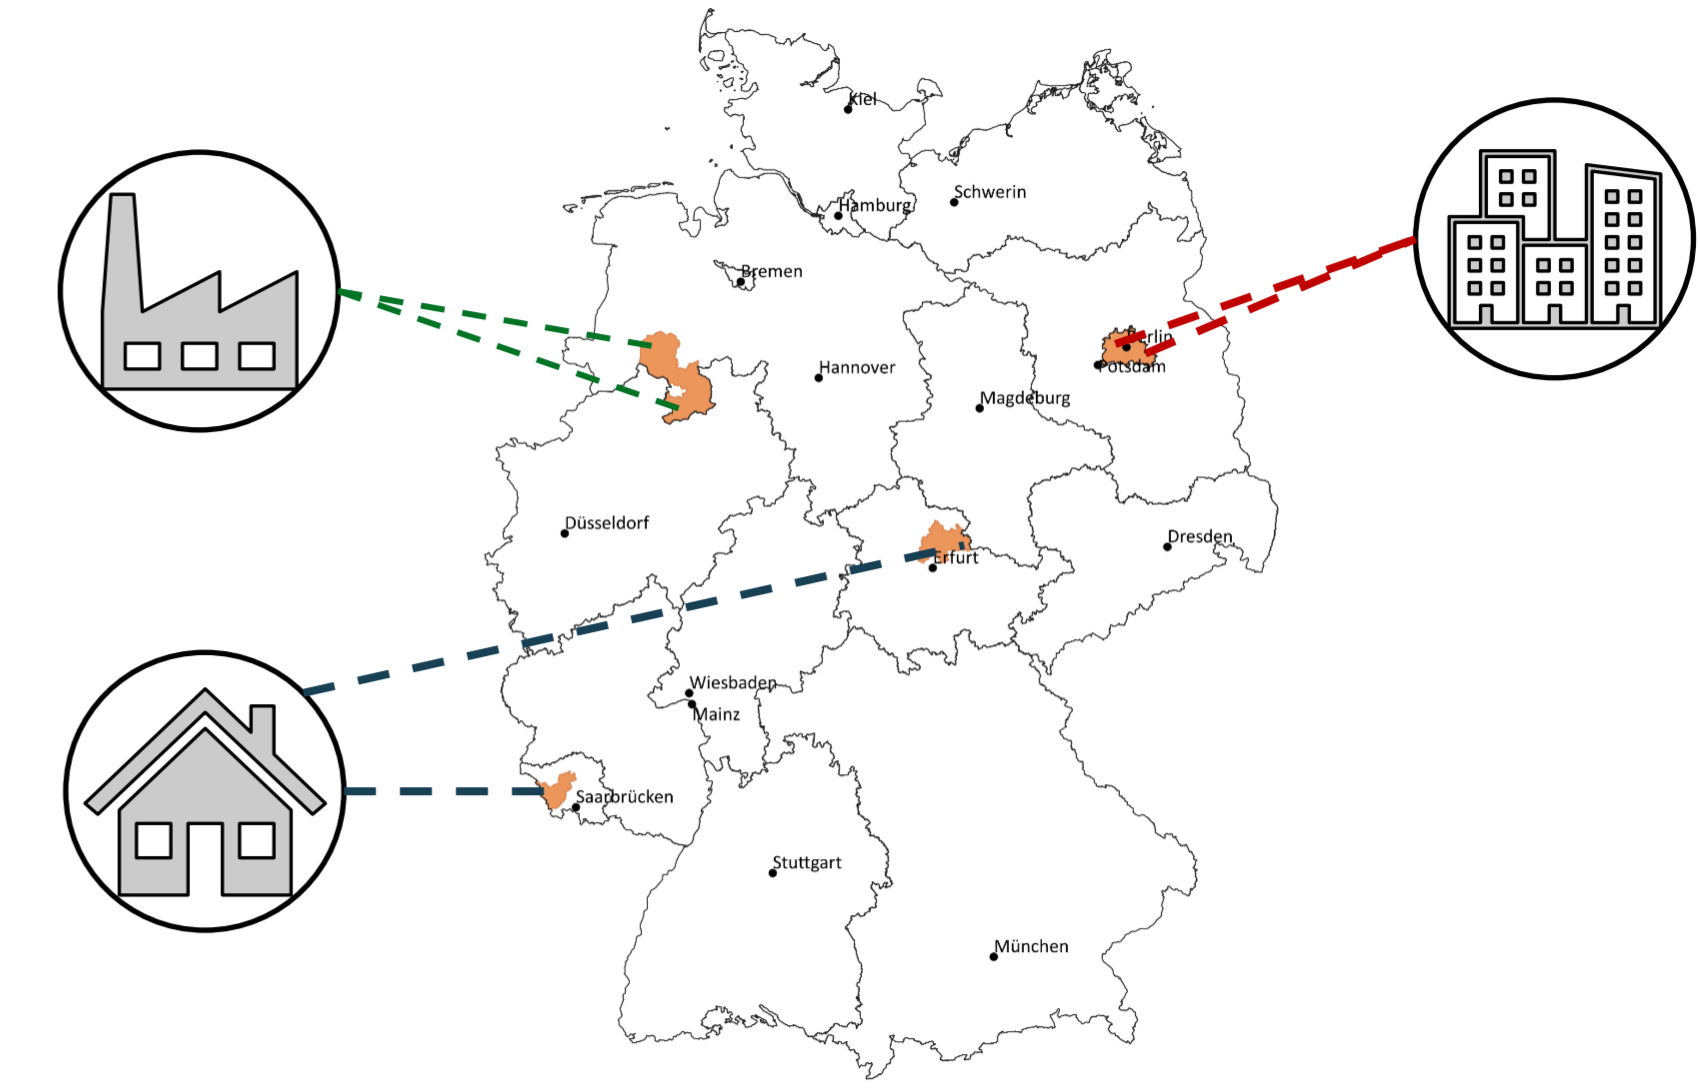 Kiel
Schwerin
Hamburg
Bremen
Berlin
Potsdam
Hannover
Magdeburg
Düsseldorf
Dresden
Erfurt
Wiesbaden
Mainz
Saarbrücken
Stuttgart
München